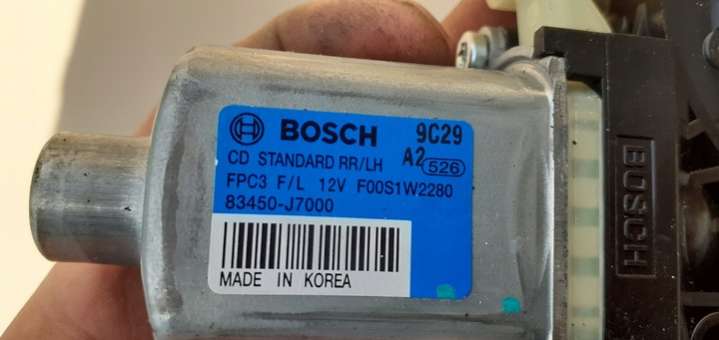 BOSCH 9C29
CD STANDARD RR/LH A2 526
FPC3 F/L 12V F00S1W2280
83450-J7000
MADE IN KOREA
BOSCH